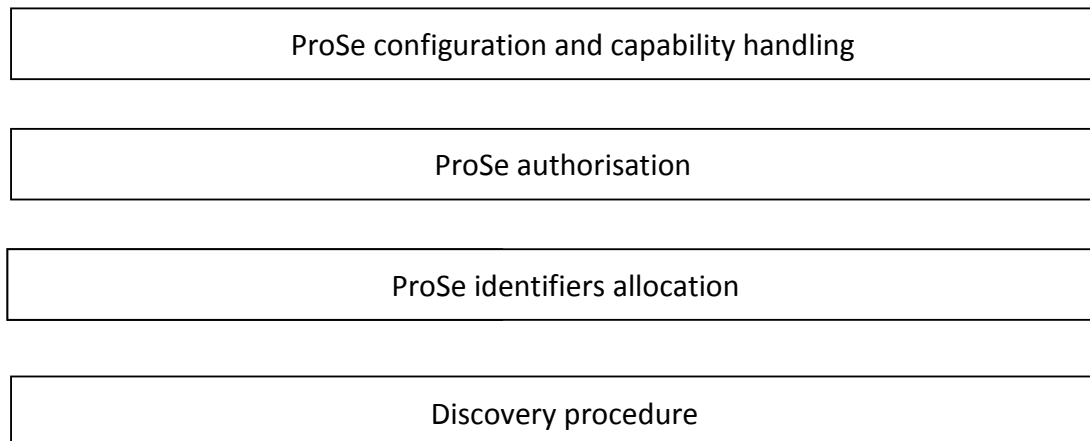 ProSe configuration and capability handling
ProSe authorisation
ProSe identifiers allocation
Discovery procedure